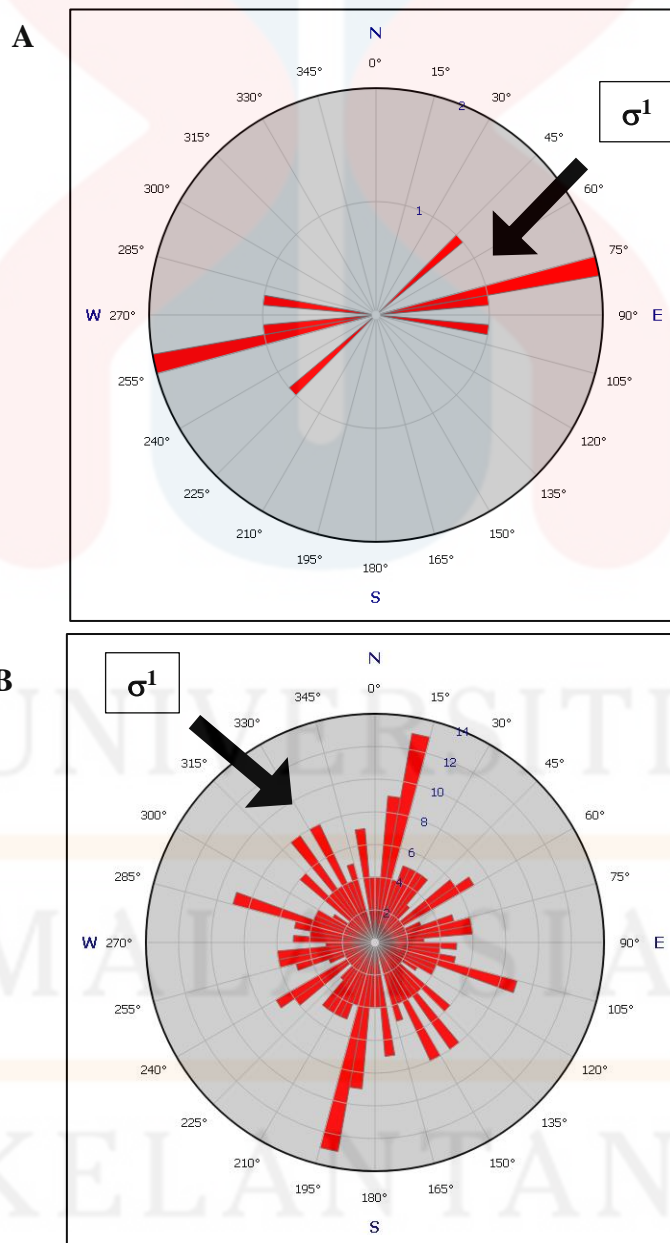 A
N
0°
345° 15°
330° 2 30°
σ¹
315° 45°
300° 60°
1
285° 75°
W 270° 90° E
255° 105°
240° 120°
225° 135°
210° 150°
195° 165°
180°
S
B
σ¹
N
0°
345° 15°
330° 14 30°
315° 12 45°
10
300° 8 60°
6
285° 4 75°
2
W 270° 90° E
255° 105°
240° 120°
225° 135°
210° 150°
195° 165°
180°
S
UNIVERSITI
MALAYSIA
KELANTAN